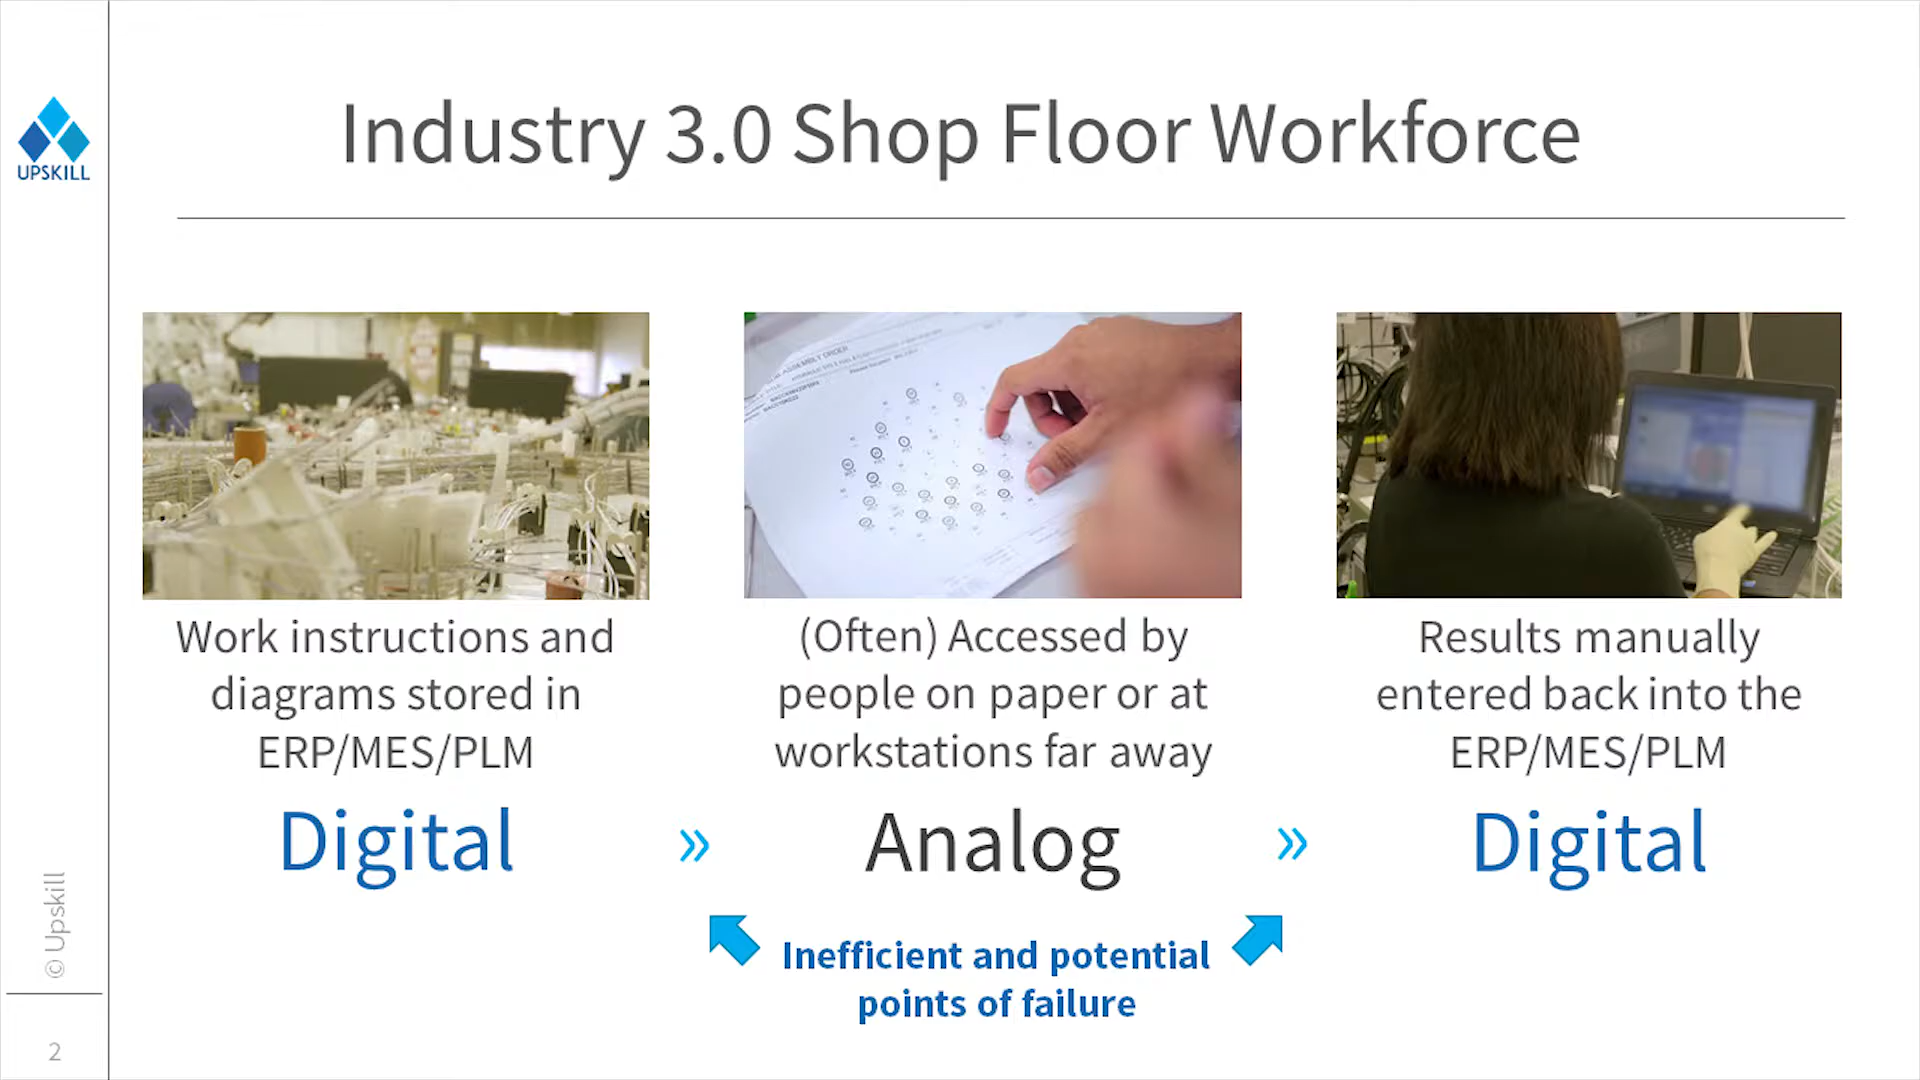 UPSKILL
Industry 3.0 Shop Floor Workforce
ASSEMBLY ORDER
Work instructions and
diagrams stored in
ERP/MES/PLM
Digital
»
(Often) Accessed by
people on paper or at
workstations far away
Analog
»
Results manually
entered back into the
ERP/MES/PLM
Digital
Inefficient and potential
points of failure
© Upskill
2